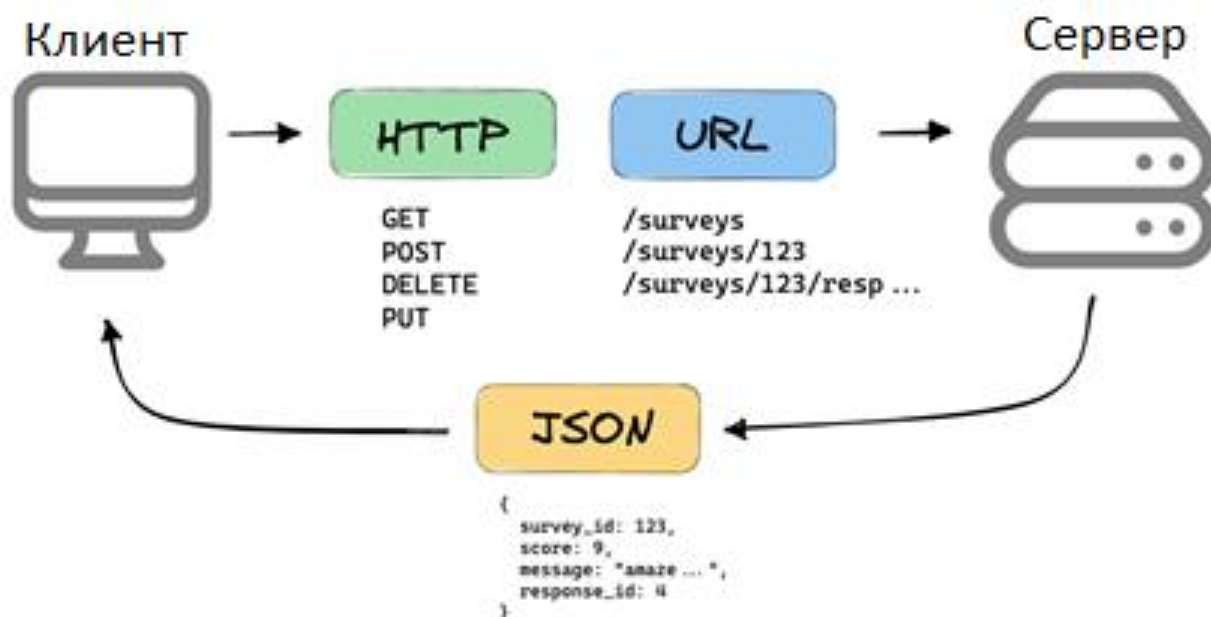 Клиент
Сервер
HTTP
URL
GET
POST
DELETE
PUT
/surveys
/surveys/123
/surveys/123/resp ...
JSON
{
survey_id: 123,
score: 9,
message: "amaze ... ",
response_id: 4
}